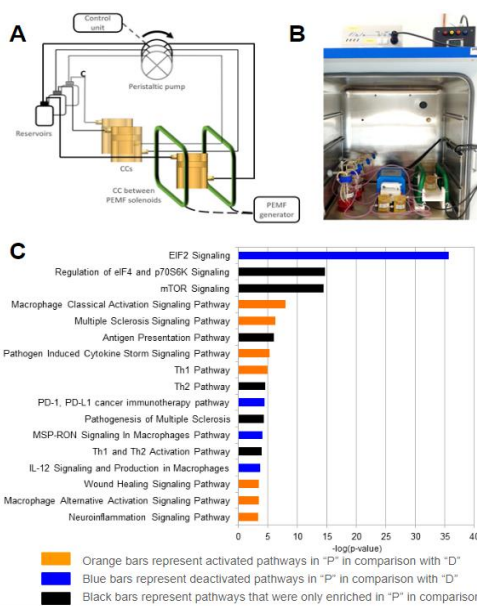 A
Control
unit
Peristaltic pump
C
Reservoirs
CCs
CC between
PEMF solenoids
PEMF
generator
B
C
EIF2 Signaling
Regulation of eIF4 and p70S6K Signaling
mTOR Signaling
Macrophage Classical Activation Signaling Pathway
Multiple Sclerosis Signaling Pathway
Antigen Presentation Pathway
Pathogen Induced Cytokine Storm Signaling Pathway
Th1 Pathway
Th2 Pathway
PD-1, PD-L1 cancer immunotherapy pathway
Pathogenesis of Multiple Sclerosis
MSP-RON Signaling In Macrophages Pathway
Th1 and Th2 Activation Pathway
IL-12 Signaling and Production in Macrophages
Wound Healing Signaling Pathway
Macrophage Alternative Activation Signaling Pathway
Neuroinflammation Signaling Pathway
0 5 10 15 20 25 30 35 40
-log(p-value)
Orange bars represent activated pathways in “P” in comparison with “D”
Blue bars represent deactivated pathways in “P” in comparison with “D”
Black bars represent pathways that were only enriched in “P” in comparison